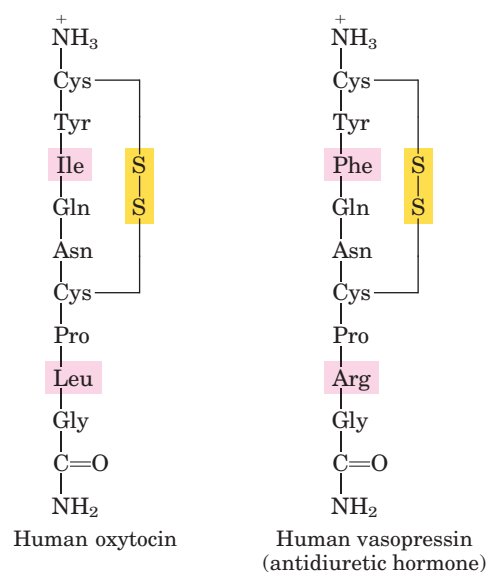 +
NH3
Cys
Tyr
Ile
S
Gln
S
Asn
Cys
Pro
Leu
Gly
C=O
NH2
Human oxytocin
+
NH3
Cys
Tyr
Phe
S
Gln
S
Asn
Cys
Pro
Arg
Gly
C=O
NH2
Human vasopressin
(antidiuretic hormone)